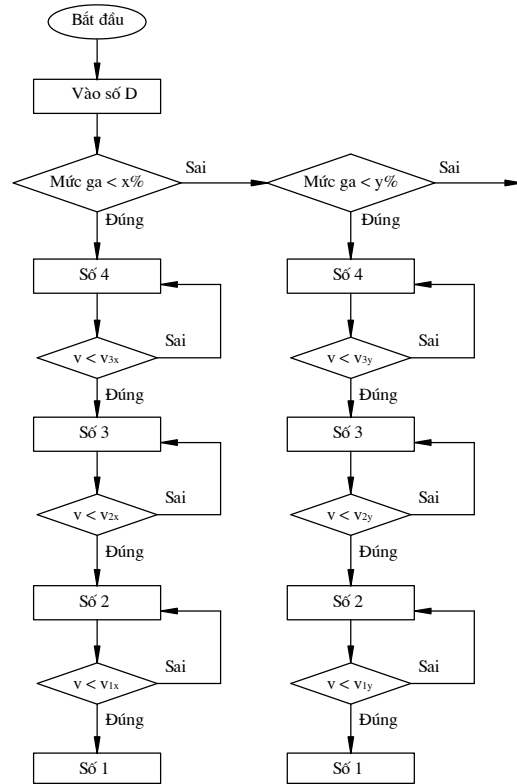 Bắt đầu
Vào số D
Mức ga < x%
Sai
Mức ga < y%
Sai
Đúng
Đúng
Số 4
Số 4
v < v3x
Sai
v < v3y
Sai
Đúng
Đúng
Số 3
Số 3
v < v2x
Sai
v < v2y
Sai
Đúng
Đúng
Số 2
Số 2
v < v1x
Sai
v < v1y
Sai
Đúng
Đúng
Số 1
Số 1